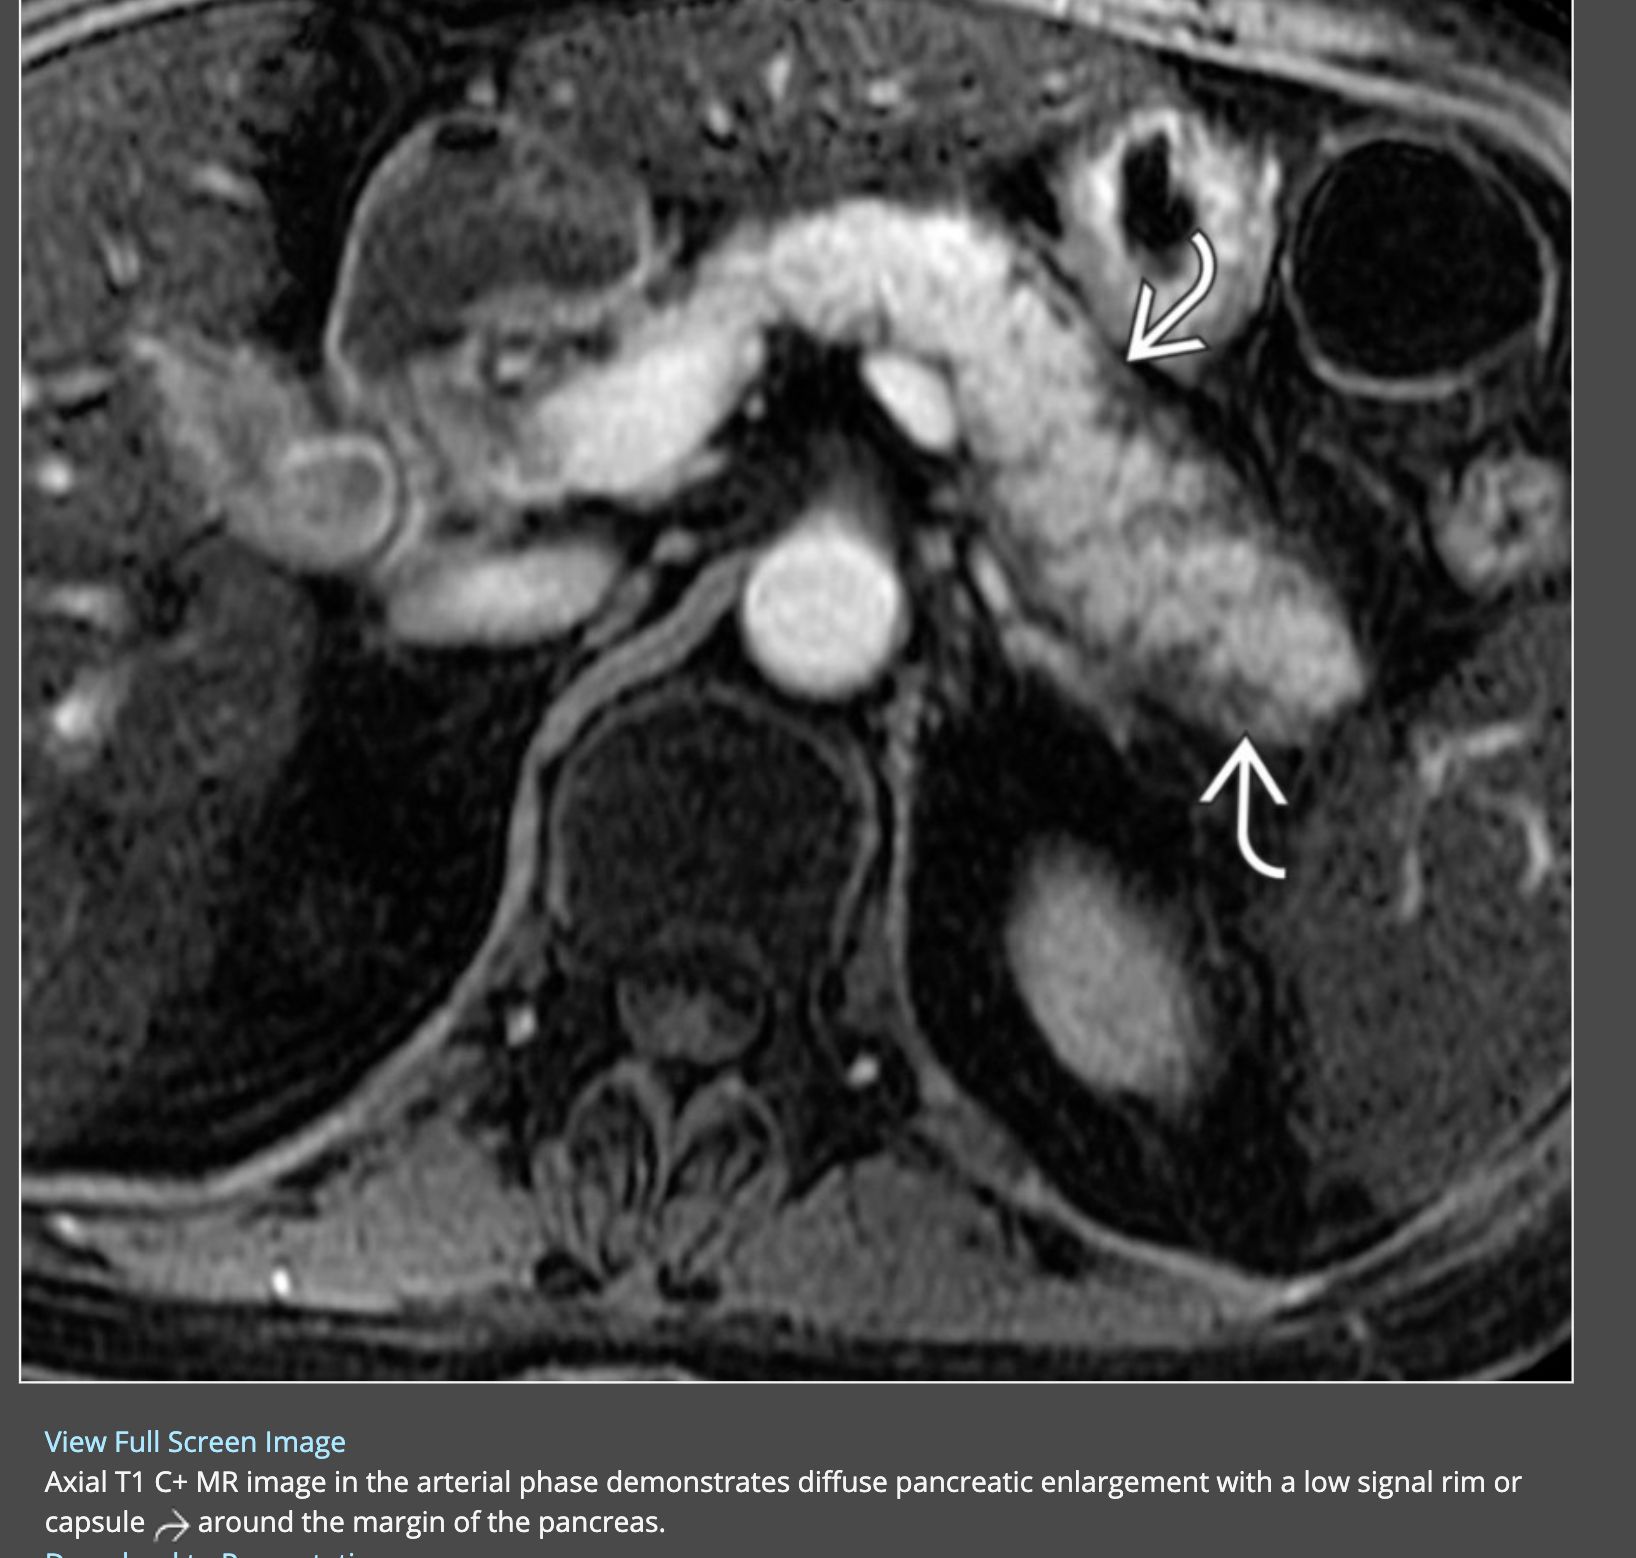 View Full Screen Image
Axial T1 C+ MR image in the arterial phase demonstrates diffuse pancreatic enlargement with a low signal rim or
capsule around the margin of the pancreas.